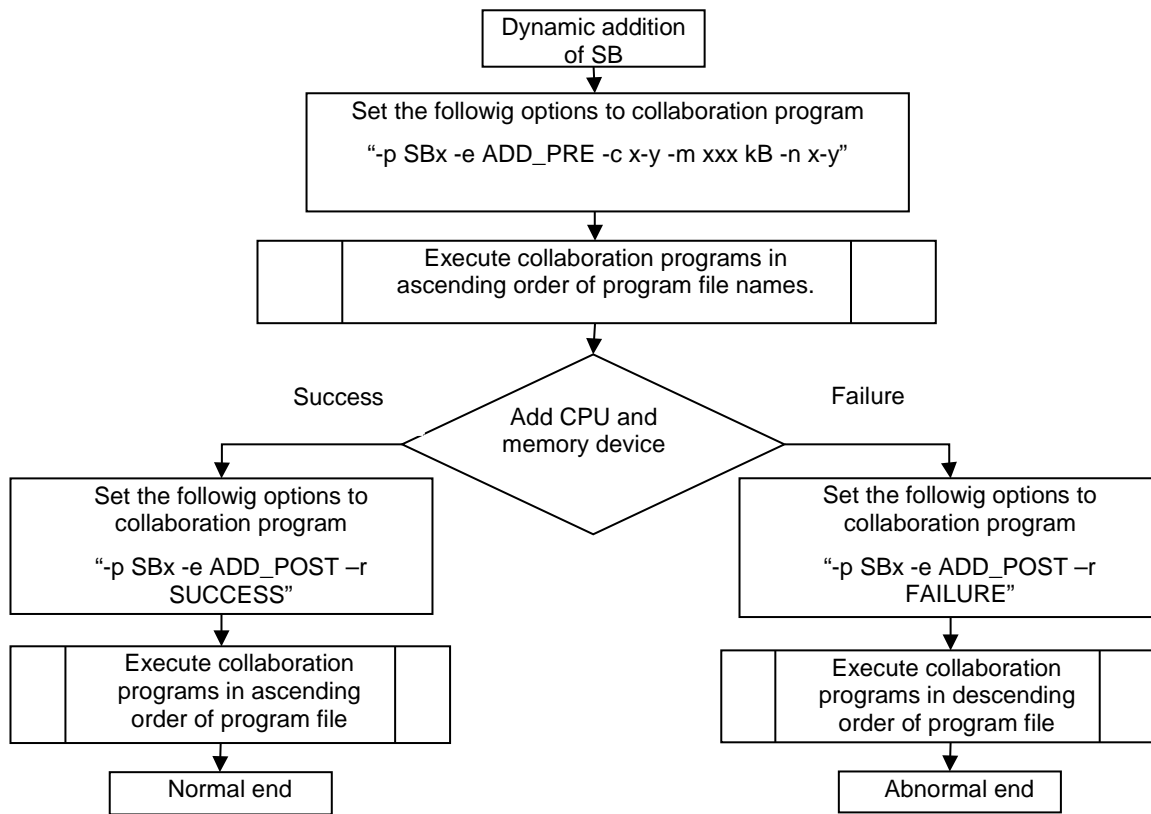 Dynamic addition
of SB
Set the followig options to collaboration program
“-p SBx -e ADD_PRE -c x-y -m xxx kB -n x-y”
Execute collaboration programs in
ascending order of program file names.
Success
Failure
Add CPU and
memory device
Set the followig options to
collaboration program
“-p SBx -e ADD_POST –r
SUCCESS”
Set the followig options to
collaboration program
“-p SBx -e ADD_POST –r
FAILURE”
Execute collaboration
programs in ascending
order of program file
Execute collaboration
programs in descending
order of program file
Normal end
Abnormal end